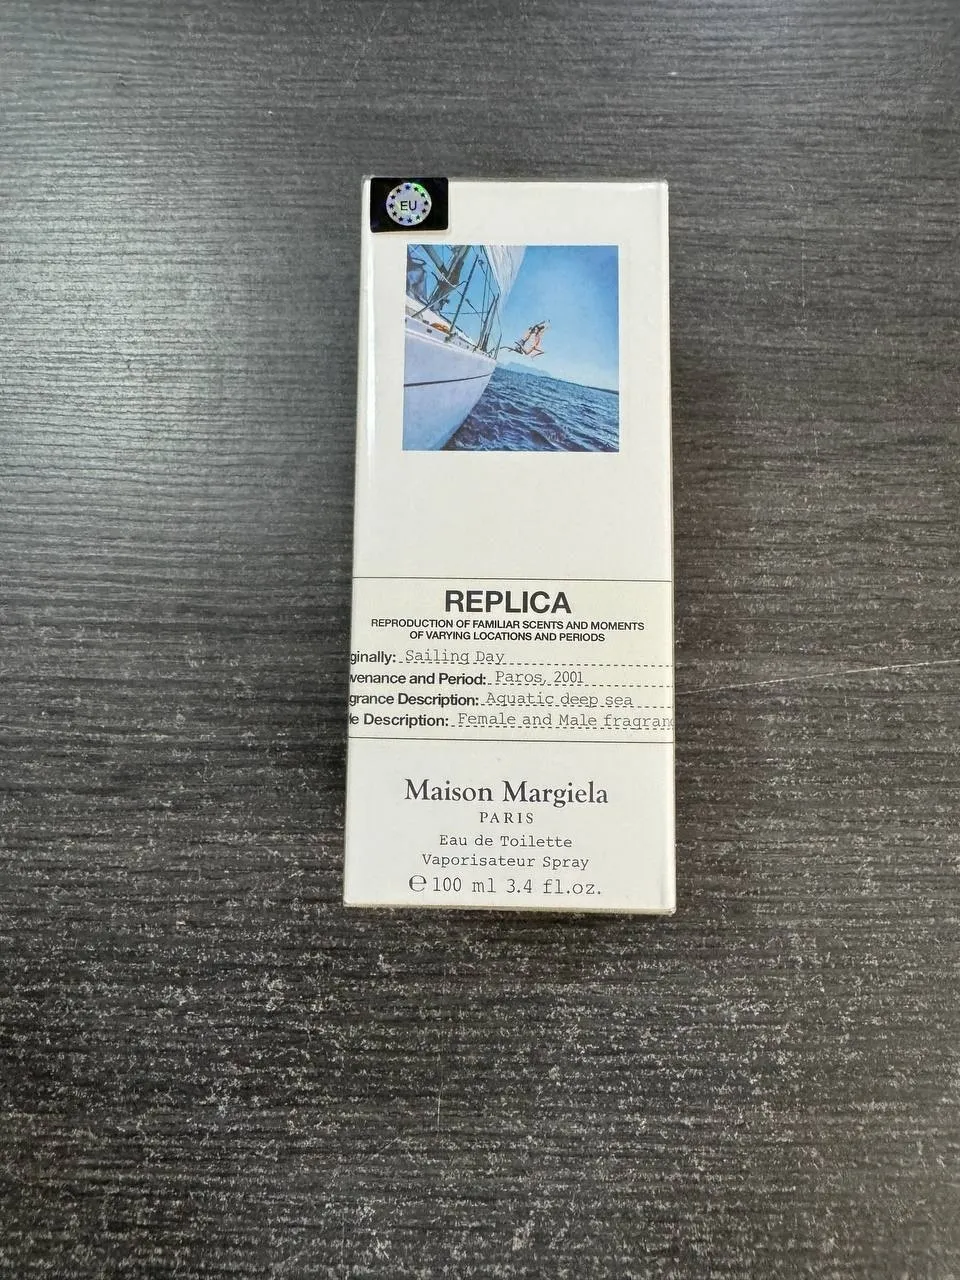 EU
REPLICA
REPRODUCTION OF FAMILIAR SCENTS AND MOMENTS
OF VARYING LOCATIONS AND PERIODS
ginally: Sailing Day
venance and Period: Paros, 2001
grance Description: Aquatic deep sea
le Description: Female and Male fragranc
Maison Margiela
PARIS
Eau de Toilette
Vaporisateur Spray
℮ 100 ml 3.4 fl.oz.